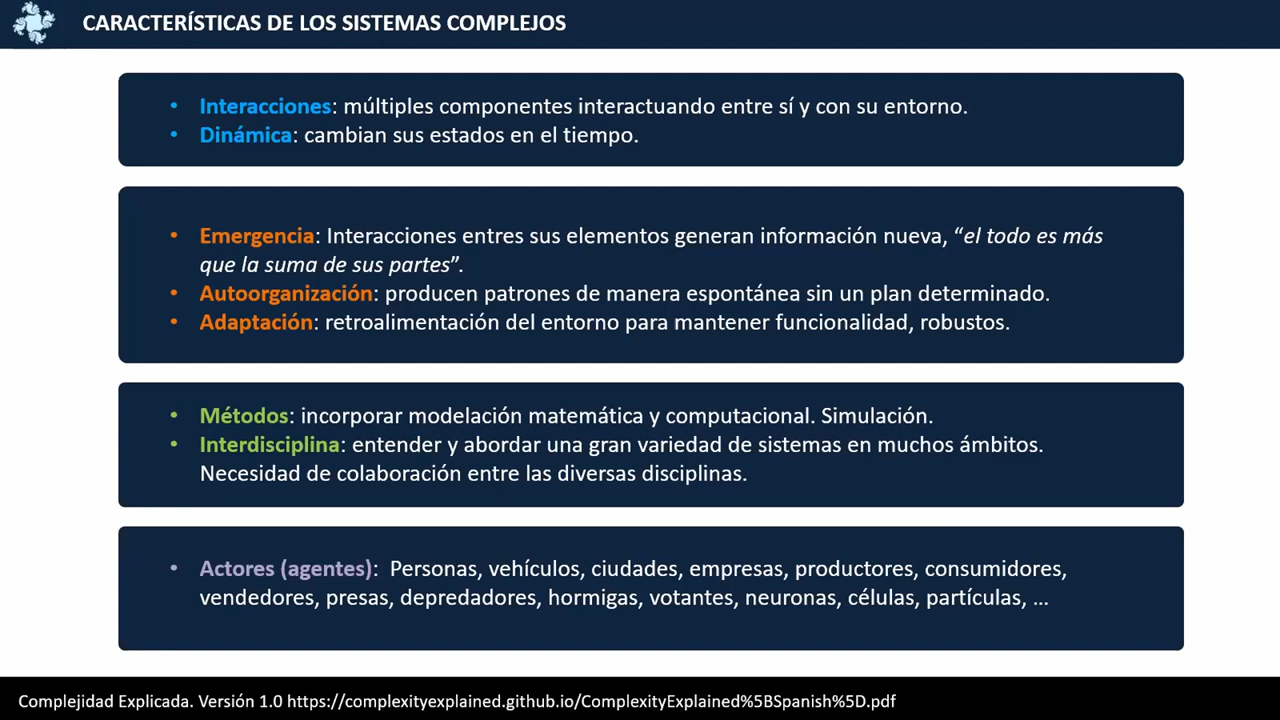 CARACTERÍSTICAS DE LOS SISTEMAS COMPLEJOS
• Interacciones: múltiples componentes interactuando entre sí y con su entorno.
• Dinámica: cambian sus estados en el tiempo.
• Emergencia: Interacciones entres sus elementos generan información nueva, “el todo es más
que la suma de sus partes”.
• Autoorganización: producen patrones de manera espontánea sin un plan determinado.
• Adaptación: retroalimentación del entorno para mantener funcionalidad, robustos.
• Métodos: incorporar modelación matemática y computacional. Simulación.
• Interdisciplina: entender y abordar una gran variedad de sistemas en muchos ámbitos.
Necesidad de colaboración entre las diversas disciplinas.
• Actores (agentes): Personas, vehículos, ciudades, empresas, productores, consumidores,
vendedores, presas, depredadores, hormigas, votantes, neuronas, células, partículas, ...
Complejidad Explicada. Versión 1.0 https://complexityexplained.github.io/ComplexityExplained%5BSpanish%5D.pdf